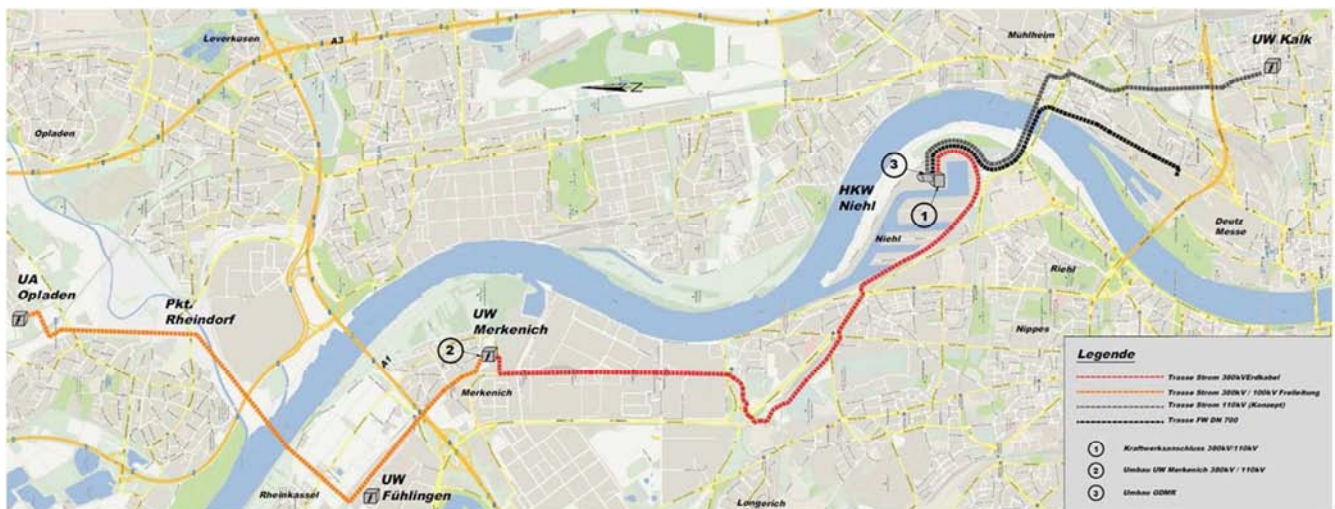 Leverkusen
A3
Mühlheim
UW Kalk
N
Opladen
3
HKW
Niehl
1
Niehl
Deutz
Messe
UA
Opladen
Pkt.
Rheindorf
UW
Merkenich
2
A1
Merkenich
Riehl
Nippes
Rheinkassel
UW
Fühlingen
Longerich
Legende
Trasse Strom 380kVErdkabel
Trasse Strom 380kV / 100kV Freileitung
Trasse Strom 110kV (Konzept)
Trasse FW DN 700
1 Kraftwerksanschluss 380kV/110kV
2 Umbau UW Merkenich 380kV / 110kV
3 Umbau GDMR